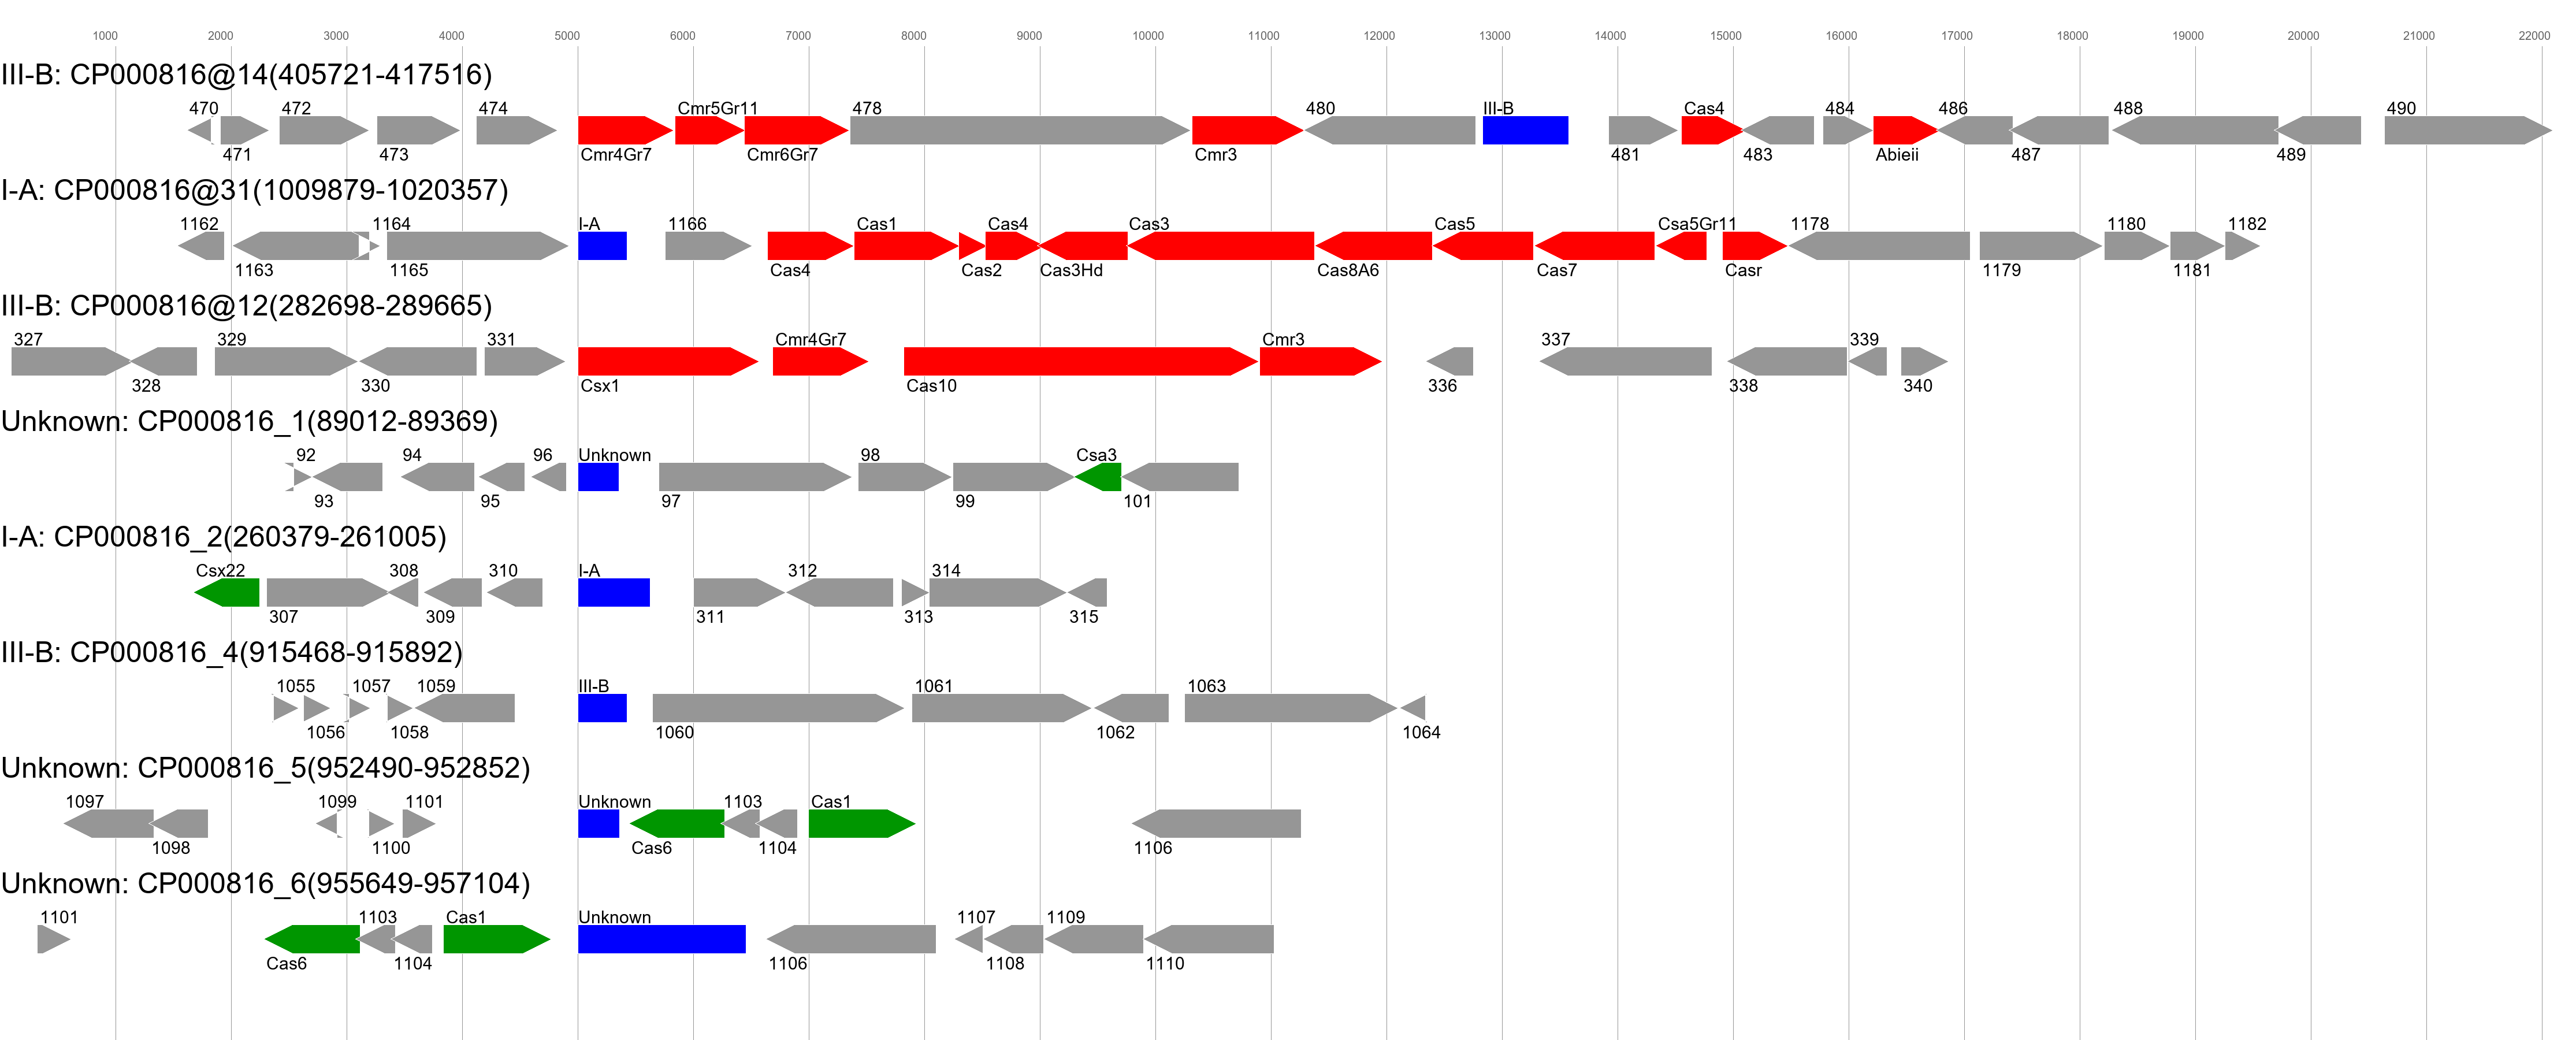 1000 2000 3000 4000 5000 6000 7000 8000 9000 10000 11000 12000 13000 14000 15000 16000 17000 18000 19000 20000 21000 22000
III-B: CP000816@14(405721-417516)
470 472 474 Cmr5Gr11 478 480 III-B Cas4 484 486 488 490
471 473 Cmr4Gr7 Cmr6Gr7 Cmr3 481 483 Abieii 487 489
I-A: CP000816@31(1009879-1020357)
1162 1164 I-A 1166 Cas1 Cas4 Cas3 Cas5 Csa5Gr11 1178 1180 1182
1163 1165 Cas4 Cas2 Cas3Hd Cas8A6 Cas7 Casr 1179 1181
III-B: CP000816@12(282698-289665)
327 329 331 Cmr4Gr7 Cmr3 337 339
328 330 Csx1 Cas10 336 338 340
Unknown: CP000816_1(89012-89369)
92 94 96 Unknown 98 Csa3
93 95 97 99 101
I-A: CP000816_2(260379-261005)
Csx22 308 310 I-A 312 314
307 309 311 313 315
III-B: CP000816_4(915468-915892)
1055 1057 1059 III-B 1061 1063
1056 1058 1060 1062 1064
Unknown: CP000816_5(952490-952852)
1097 1099 1101 Unknown 1103 Cas1
1098 1100 Cas6 1104 1106
Unknown: CP000816_6(955649-957104)
1101 1103 Cas1 Unknown 1107 1109
Cas6 1104 1106 1108 1110